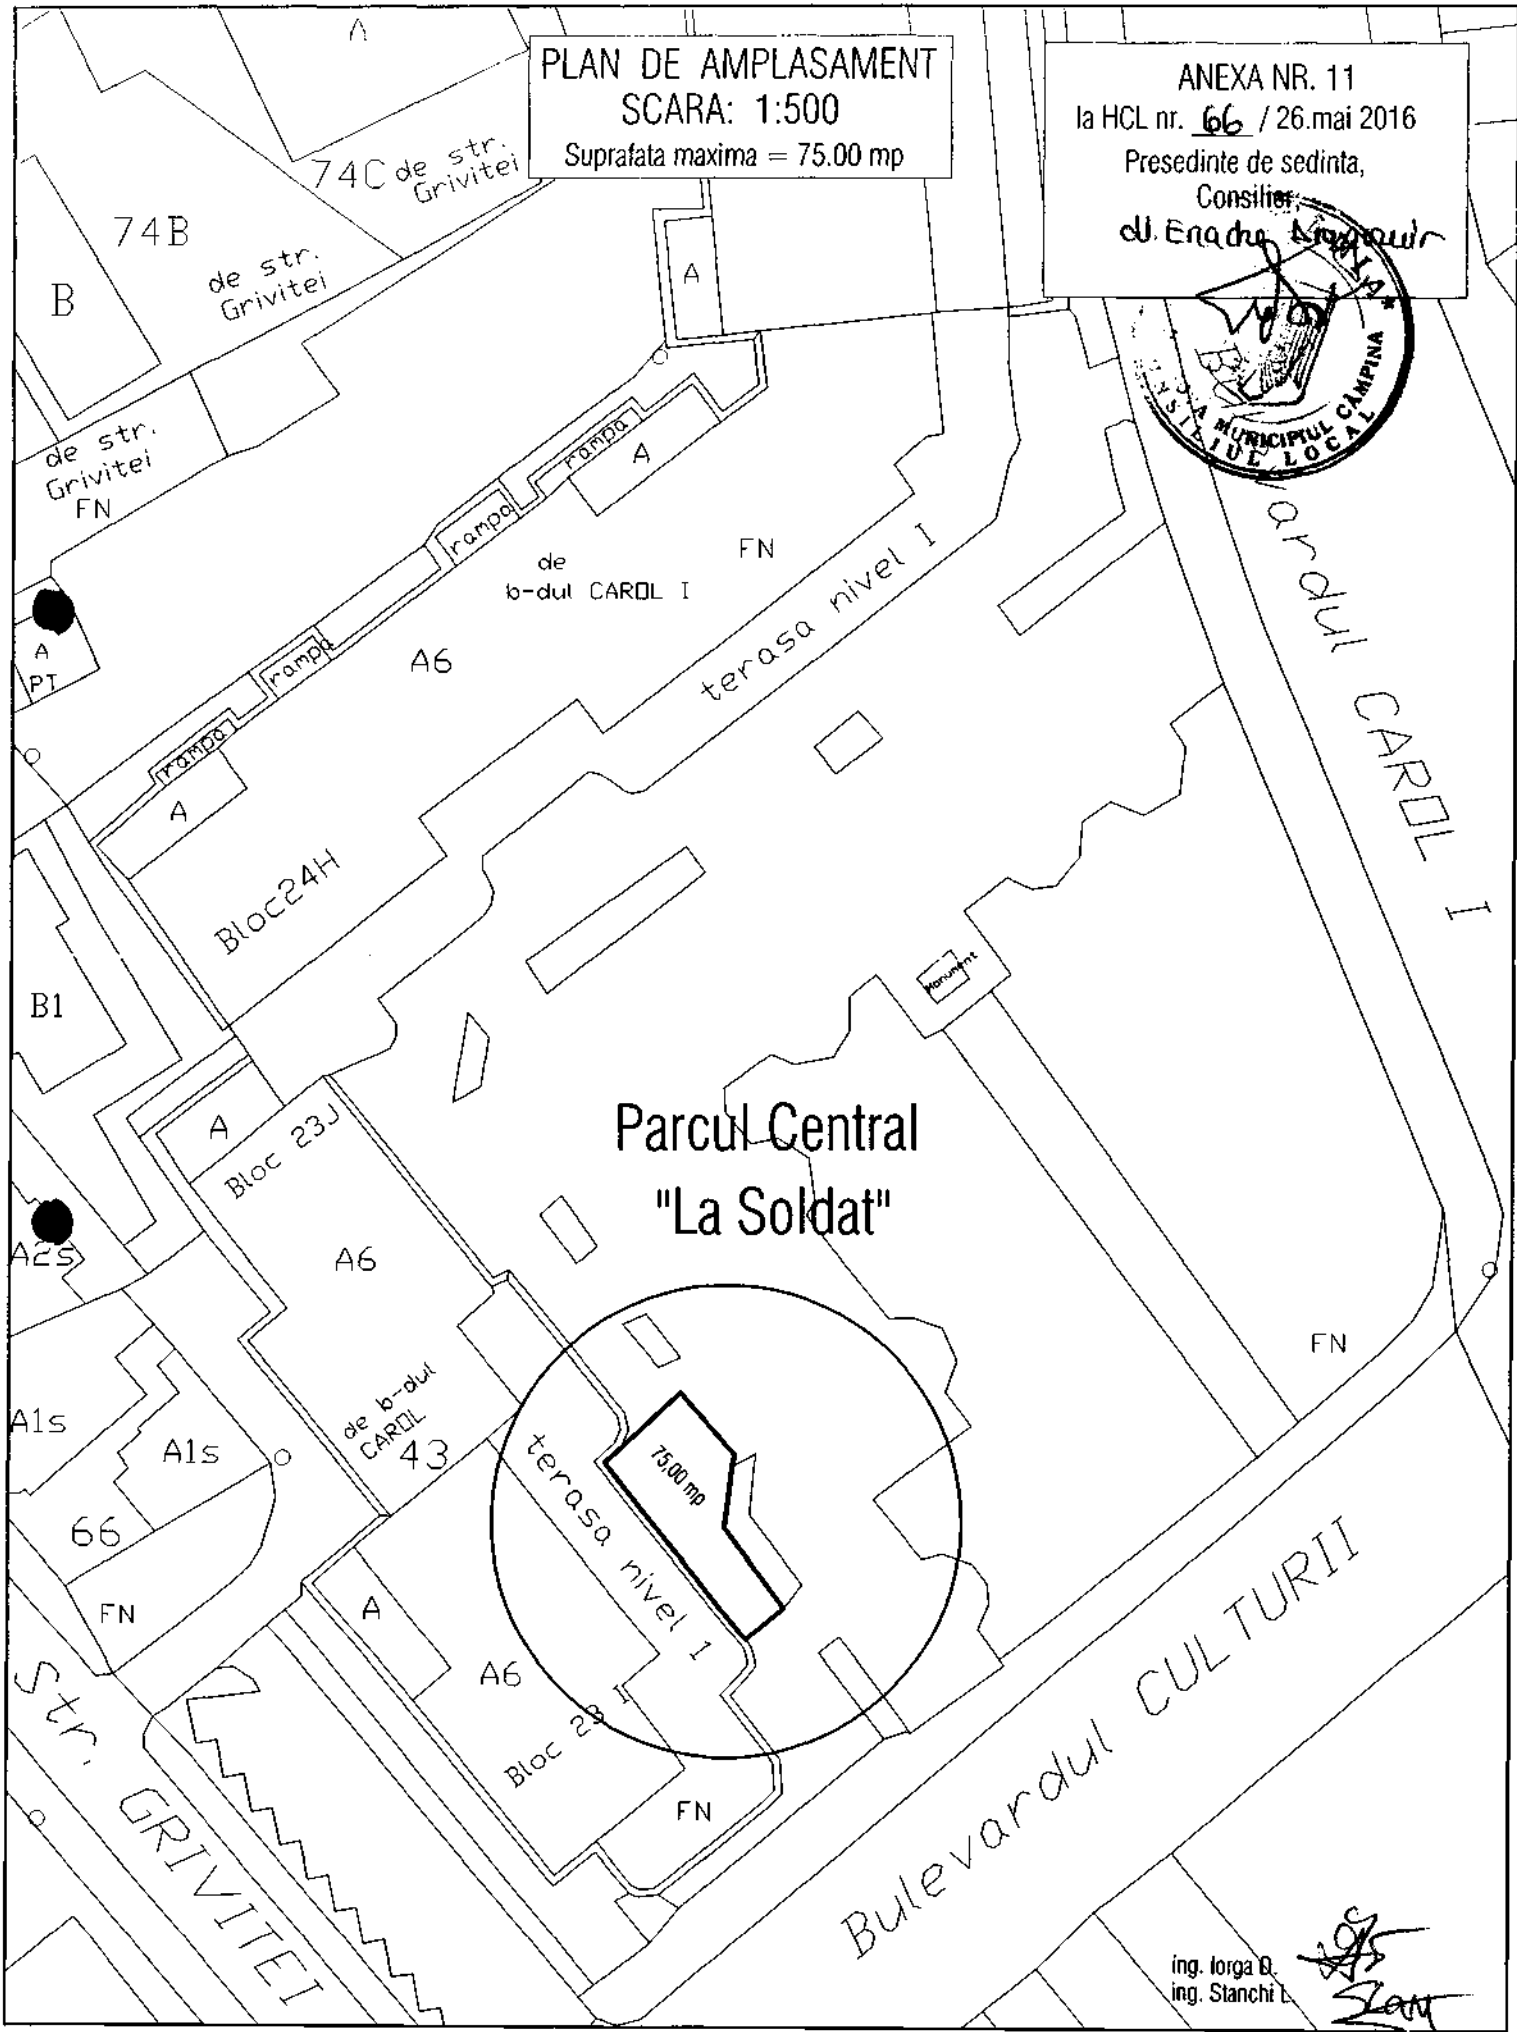 PLAN DE AMPLASAMENT
SCARA: 1:500
Suprafata maxima = 75.00 mp
ANEXA NR. 11
la HCL nr. 66 / 26.mai 2016
Presedinte de sedinta,
Consilier,
dl. Enache
MUNICIPIUL CÂMPINA
LOCAL
A
74C de str.
Grivitei
74B
de str.
Grivitei
B
A
de str.
Grivitei
FN
rampa
A
rampa
FN
de
b-dul CAROL I
terasa nivel I
A
PT
rampa
A6
rampa
A
Bloc24H
vardul CAROL I
B1
Monument
A
Bloc 23J
Parcul Central
"La Soldat"
A2s
A6
FN
A1s
A1s
de b-dul
CAROL
43
75,00 mp
terasa nivel 1
66
FN
A
A6
Bloc 23 I
FN
Str. GRIVITEI
Bulevardul CULTURII
ing. Iorga D.
ing. Stanchi L.